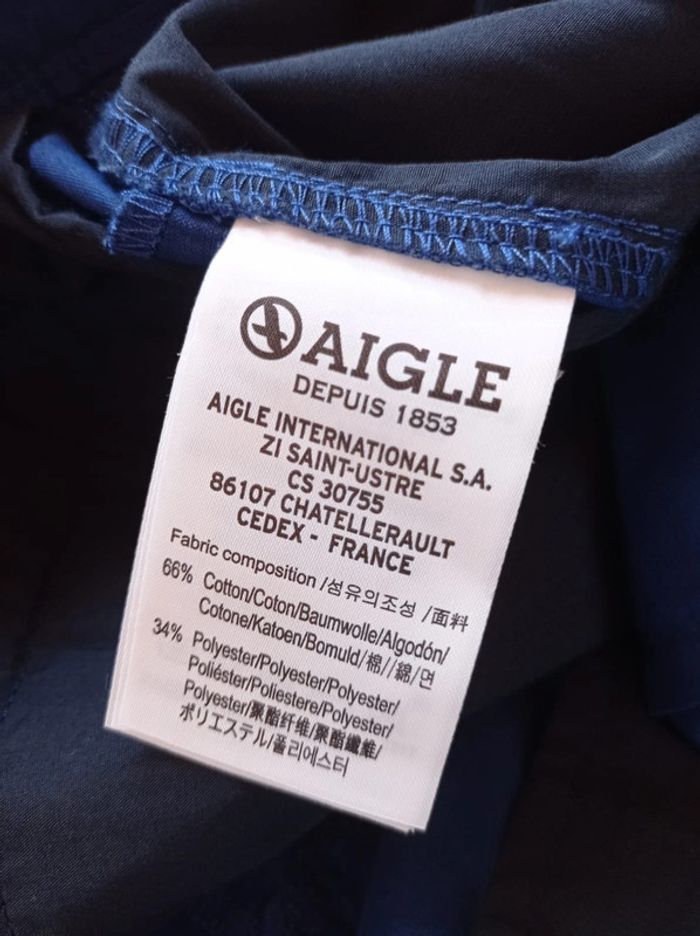 AIGLE
DEPUIS 1853
AIGLE INTERNATIONAL S.A.
ZI SAINT-USTRE
CS 30755
86107 CHATELLERAULT
CEDEX - FRANCE
Fabric composition /섬유의조성 /面料
66% Cotton/Coton/Baumwolle/Algodón/
Cotone/Katoen/Bomuld/棉//綿/면
34% Polyester/Polyester/Polyester/
Poliéster/Poliestere/Polyester/
Polyester/聚酯纤维/聚酯纖維/
ポリエステル/폴리에스터